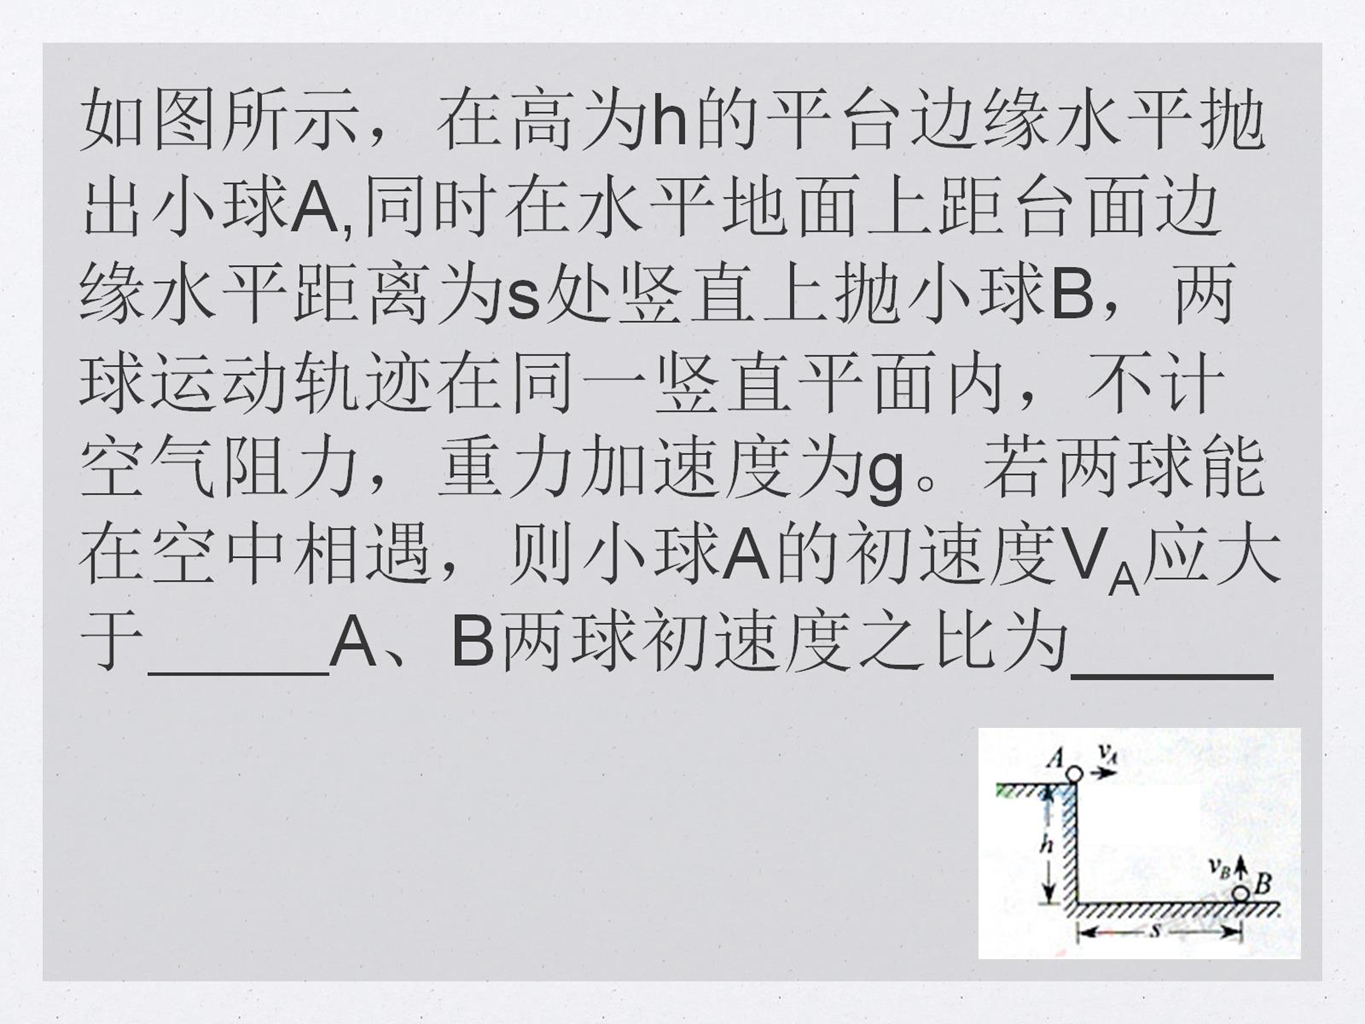 如图所示，在高为h的平台边缘水平抛
出小球A,同时在水平地面上距台面边
缘水平距离为s处竖直上抛小球B，两
球运动轨迹在同一竖直平面内，不计
空气阻力，重力加速度为g。若两球能
在空中相遇，则小球A的初速度VA应大
于_____A、B两球初速度之比为______
A vA
h
vB B
s